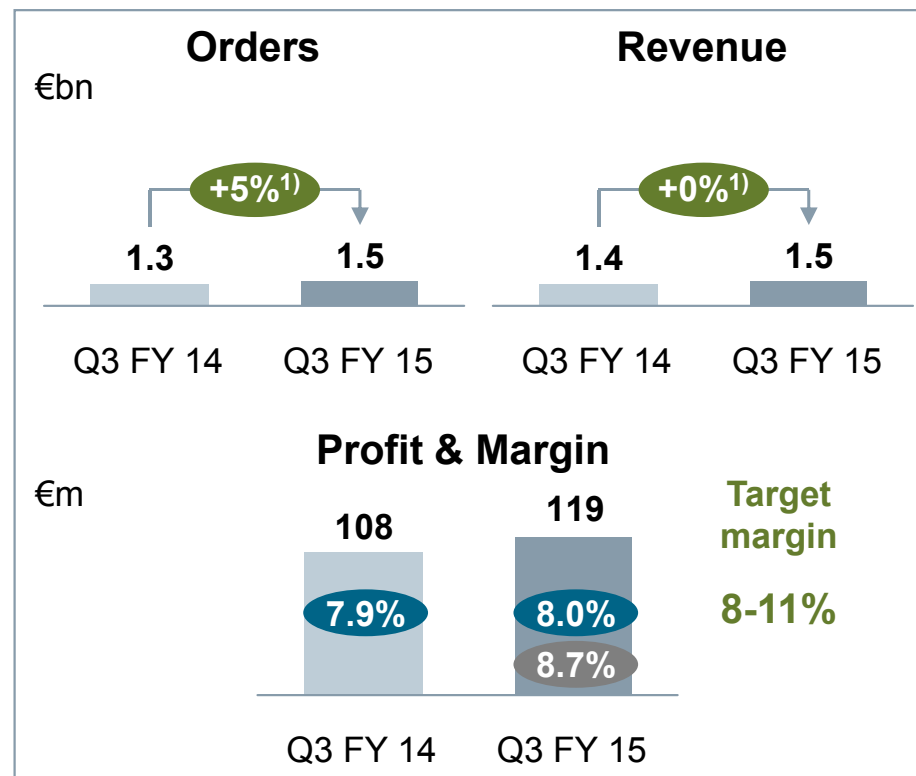 Orders
Revenue
€bn
+5%1)
+0%1)
1.3
1.5
1.4
1.5
Q3 FY 14
Q3 FY 15
Q3 FY 14
Q3 FY 15
Profit & Margin
€m
Target
margin
108
119
7.9%
8.0%
8-11%
8.7%
Q3 FY 14
Q3 FY 15